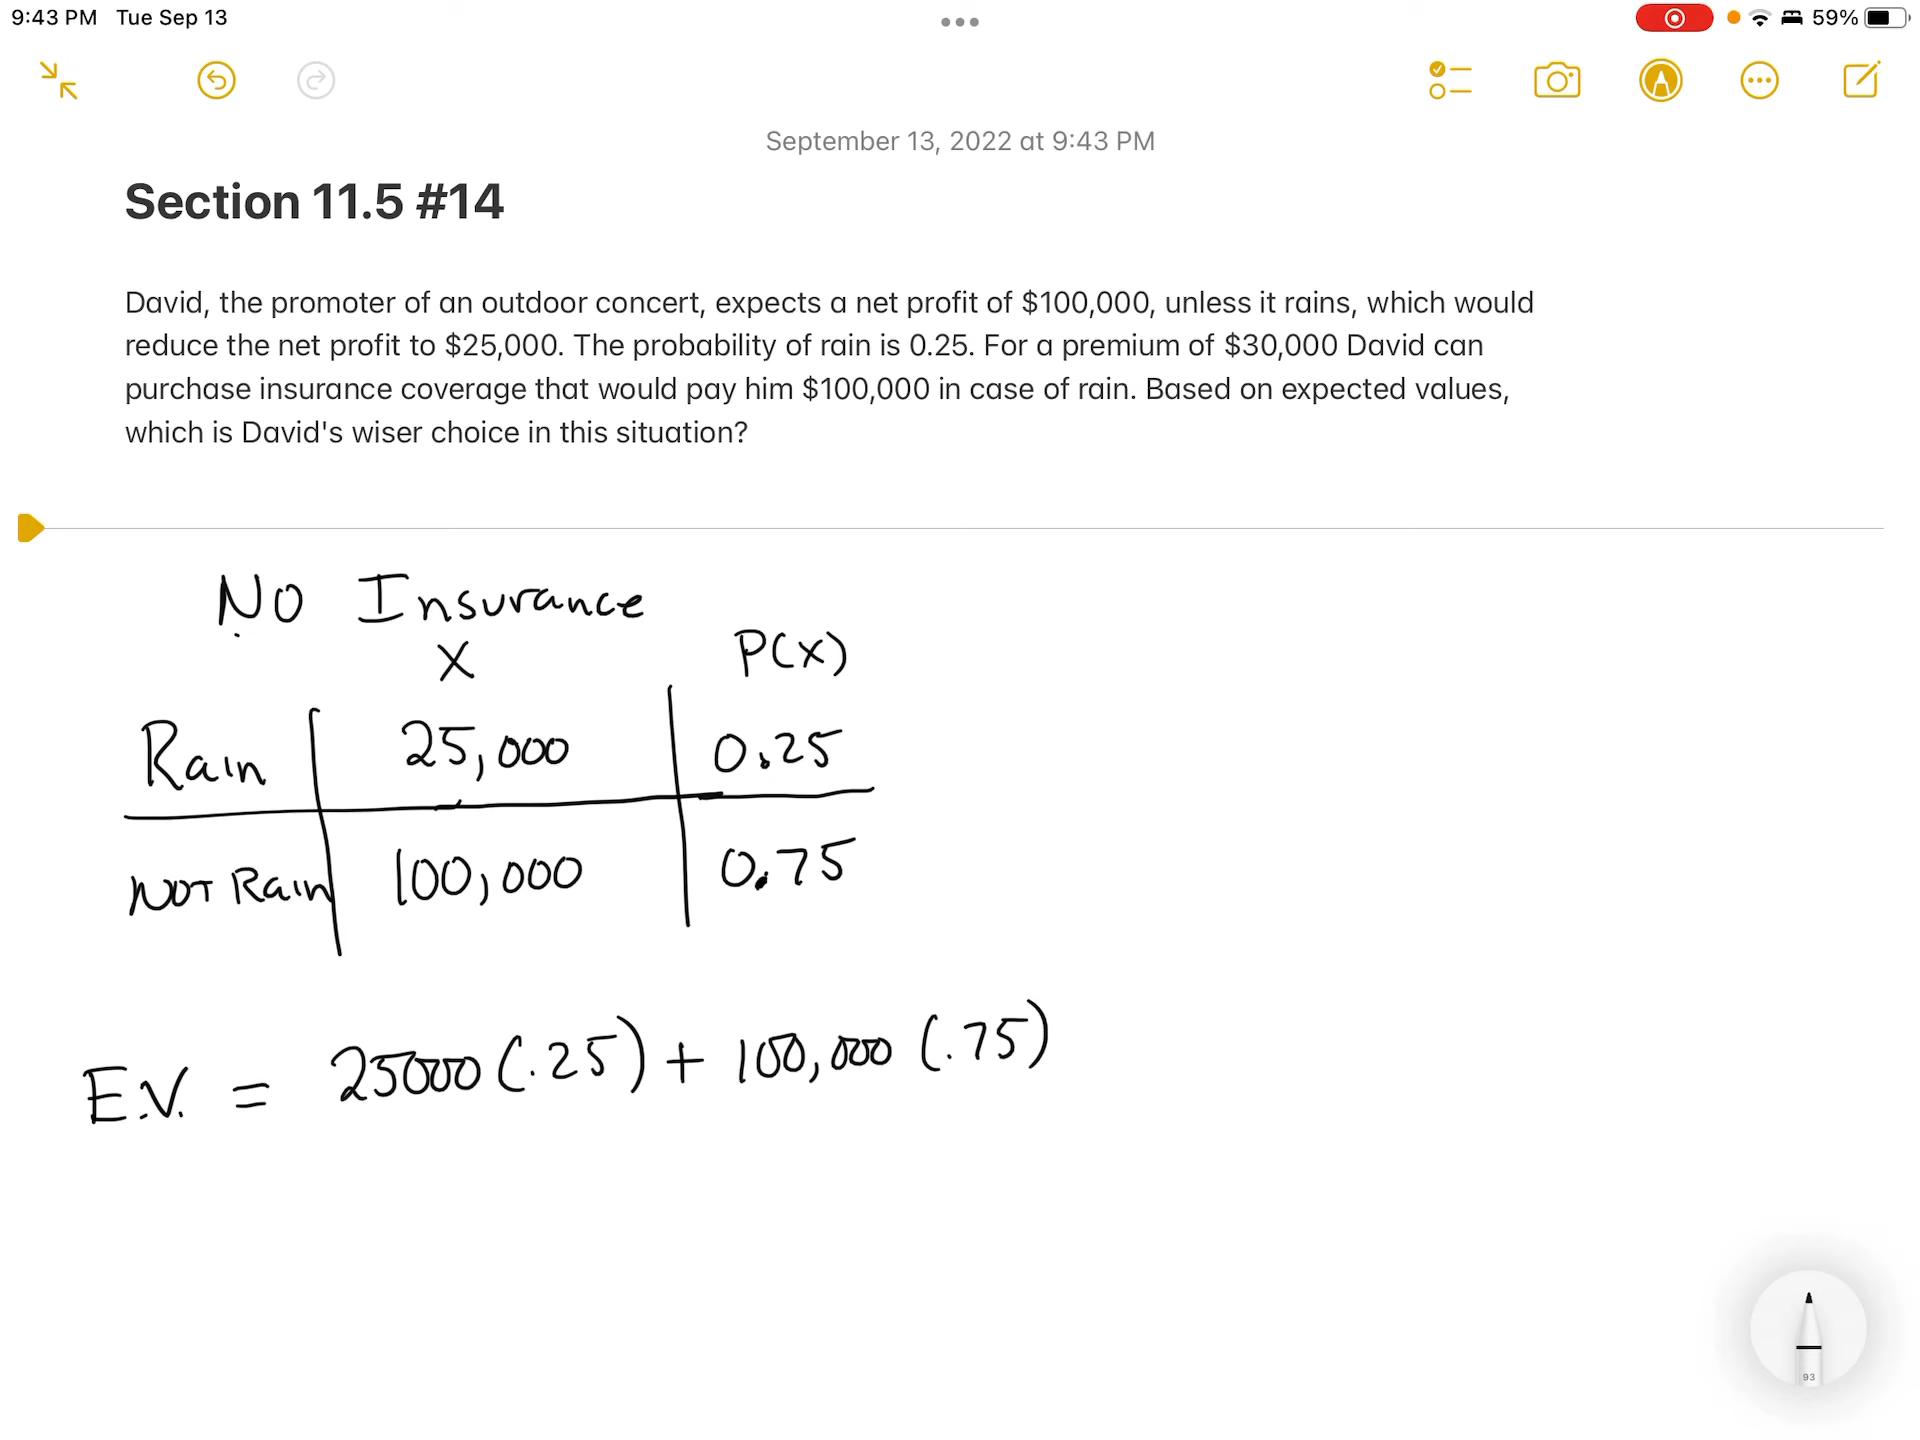 9:43 PM Tue Sep 13
59%
September 13, 2022 at 9:43 PM
Section 11.5 #14
David, the promoter of an outdoor concert, expects a net profit of $100,000, unless it rains, which would
reduce the net profit to $25,000. The probability of rain is 0.25. For a premium of $30,000 David can
purchase insurance coverage that would pay him $100,000 in case of rain. Based on expected values,
which is David's wiser choice in this situation?
No Insurance
X P(X)
Rain 25,000 0.25
NOT Rain 100,000 0.75
E.V. = 25000 (.25) + 100,000 (.75)
93